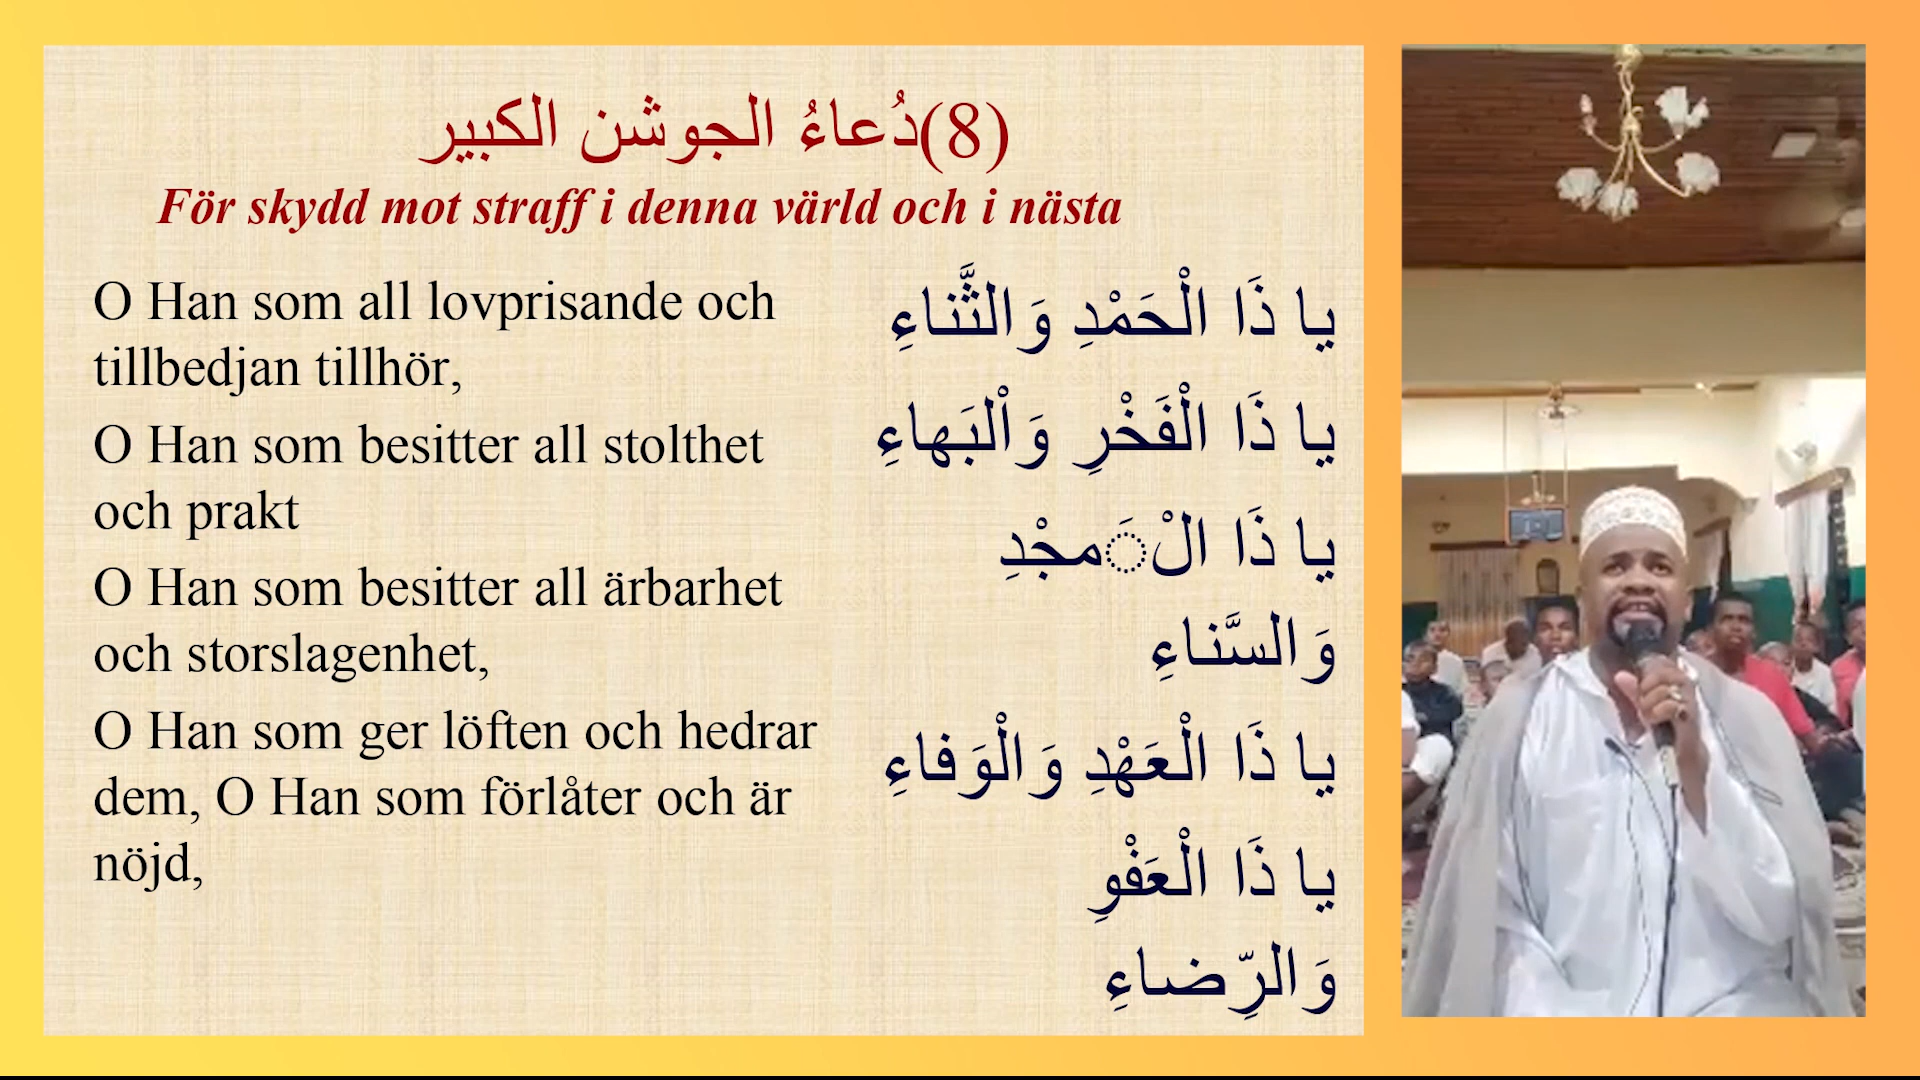 (8)دُعاءُ الجوشن الكبير
För skydd mot straff i denna värld och i nästa
O Han som all lovprisande och
tillbedjan tillhör,
O Han som besitter all stolthet
och prakt
O Han som besitter all ärbarhet
och storslagenhet,
O Han som ger löften och hedrar
dem, O Han som förlåter och är
nöjd,
يا ذَا الْحَمْدِ وَالثَّناءِ
يا ذَا الْفَخْرِ وَاْلبَهاءِ
يا ذَا الْ َمجْدِ
وَالسَّناءِ
يا ذَا الْعَهْدِ وَالْوَفاءِ
يا ذَا الْعَفْوِ
وَالرِّضاءِ